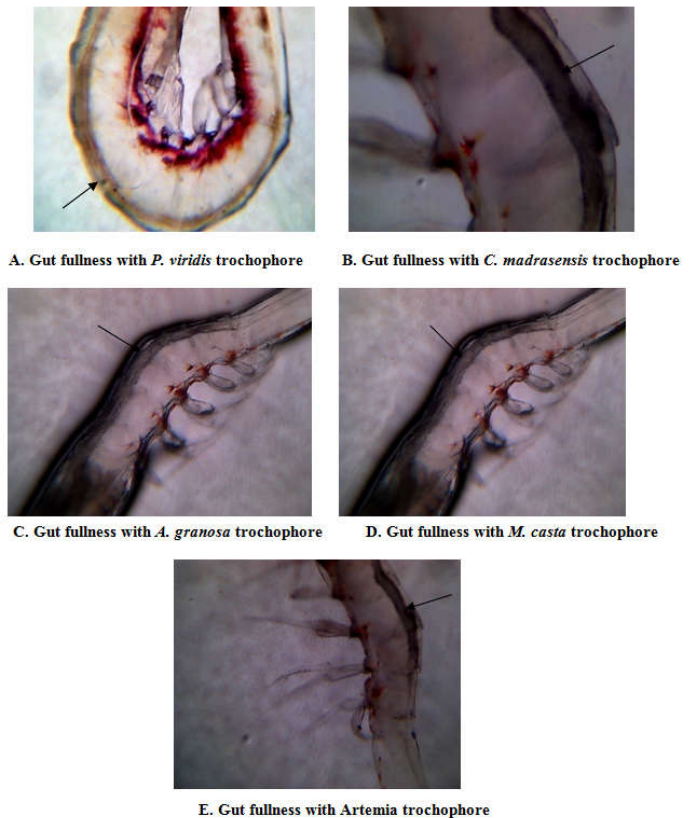 A. Gut fullness with P. viridis trochophore
B. Gut fullness with C. madrasensis trochophore
C. Gut fullness with A. granosa trochophore
D. Gut fullness with M. casta trochophore
E. Gut fullness with Artemia trochophore